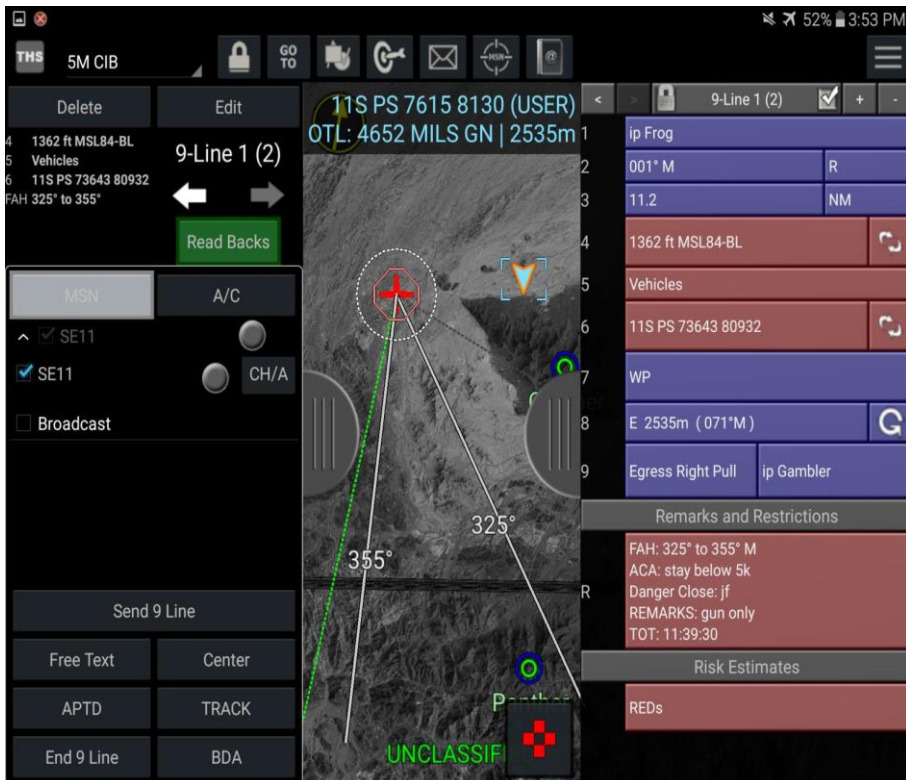 52% 3:53 PM
THS 5M CIB GO TO MSN @
Delete Edit
4 1362 ft MSL84-BL
5 Vehicles
6 11S PS 73643 80932
FAH 325° to 355°
9-Line 1 (2)
Read Backs
MSN A/C
SE11
SE11 CH/A
Broadcast
Send 9 Line
Free Text Center
APTD TRACK
End 9 Line BDA
11S PS 7615 8130 (USER)
OTL: 4652 MILS GN | 2535m
325°
355°
UNCLASSIF
< > 9-Line 1 (2) + -
1 ip Frog
2 001° M R
3 11.2 NM
4 1362 ft MSL84-BL
5 Vehicles
6 11S PS 73643 80932
7 WP
8 E 2535m ( 071°M )
9 Egress Right Pull ip Gambler
Remarks and Restrictions
R
FAH: 325° to 355° M
ACA: stay below 5k
Danger Close: jf
REMARKS: gun only
TOT: 11:39:30
Risk Estimates
REDs